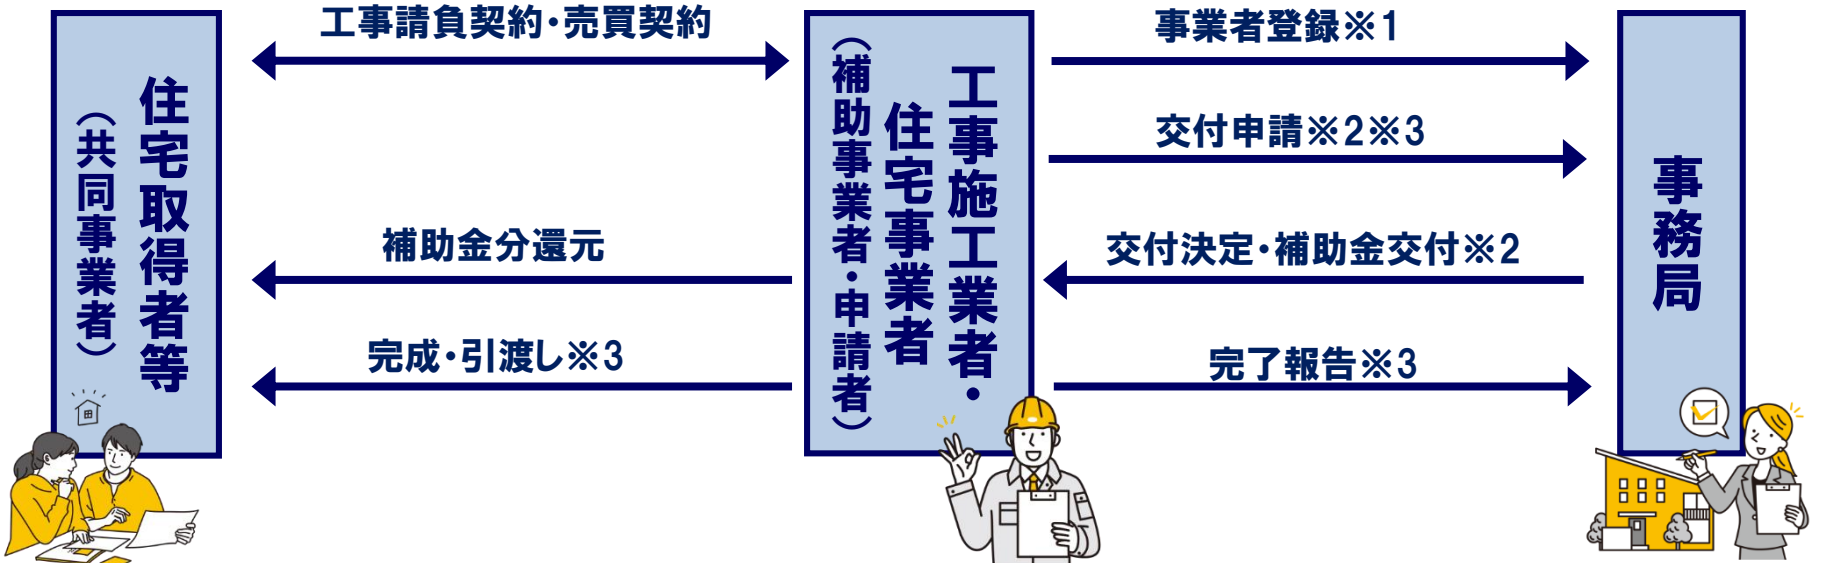 住宅取得者等
（共同事業者）
工事請負契約・売買契約
補助金分還元
完成・引渡し※3
工事施工業者・
住宅事業者
（補助事業者・申請者）
事業者登録※1
交付申請※2※3
交付決定・補助金交付※2
完了報告※3
事務局